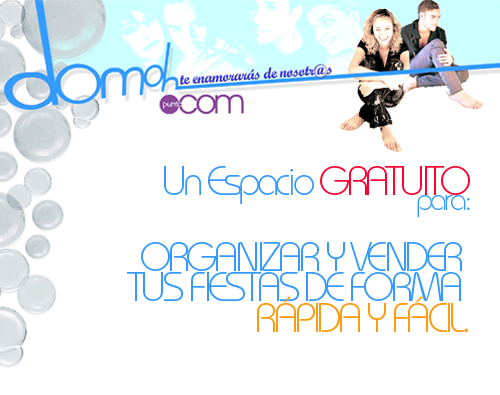 domoh te enamorarás de nosotr@s
punto.com
Un Espacio GRATUITO
para:
ORGANIZAR Y VENDER
TUS FIESTAS DE FORMA
RÁPIDA Y FÁCIL.